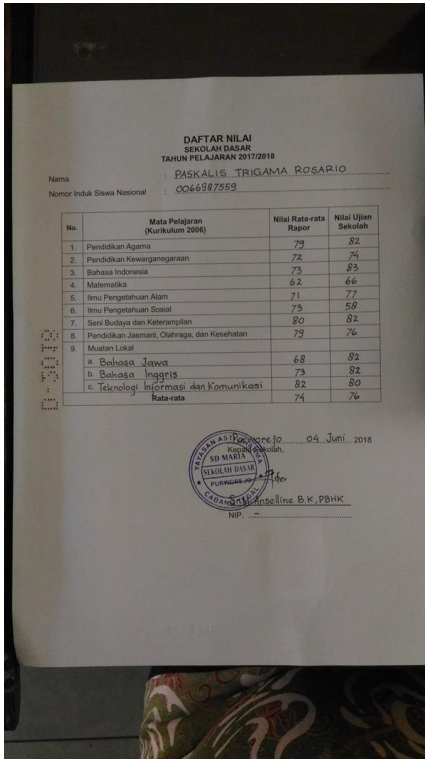 DAFTAR NILAI
SEKOLAH DASAR
TAHUN PELAJARAN 2017/2018
Nama : PASKALIS TRIGAMA ROSARIO
Nomor Induk Siswa Nasional : 0066987559
No. Mata Pelajaran (Kurikulum 2006) Nilai Rata-rata Rapor Nilai Ujian Sekolah
1. Pendidikan Agama 79 82
2. Pendidikan Kewarganegaraan 72 74
3. Bahasa Indonesia 73 83
4. Matematika 62 66
5. Ilmu Pengetahuan Alam 71 77
6. Ilmu Pengetahuan Sosial 73 58
7. Seni Budaya dan Keterampilan 80 82
8. Pendidikan Jasmani, Olahraga, dan Kesehatan 79 76
9. Muatan Lokal
a. Bahasa Jawa 68 82
b. Bahasa Inggris 73 82
c. Teknologi Informasi dan Komunikasi 82 80
Rata-rata 74 76
Purworejo 04 Juni 2018
Kepala Sekolah,
YAYASAN
SD MARIA
SEKOLAH DASAR
PURWOREJO
Anselline B.K, PBHK
NIP. -